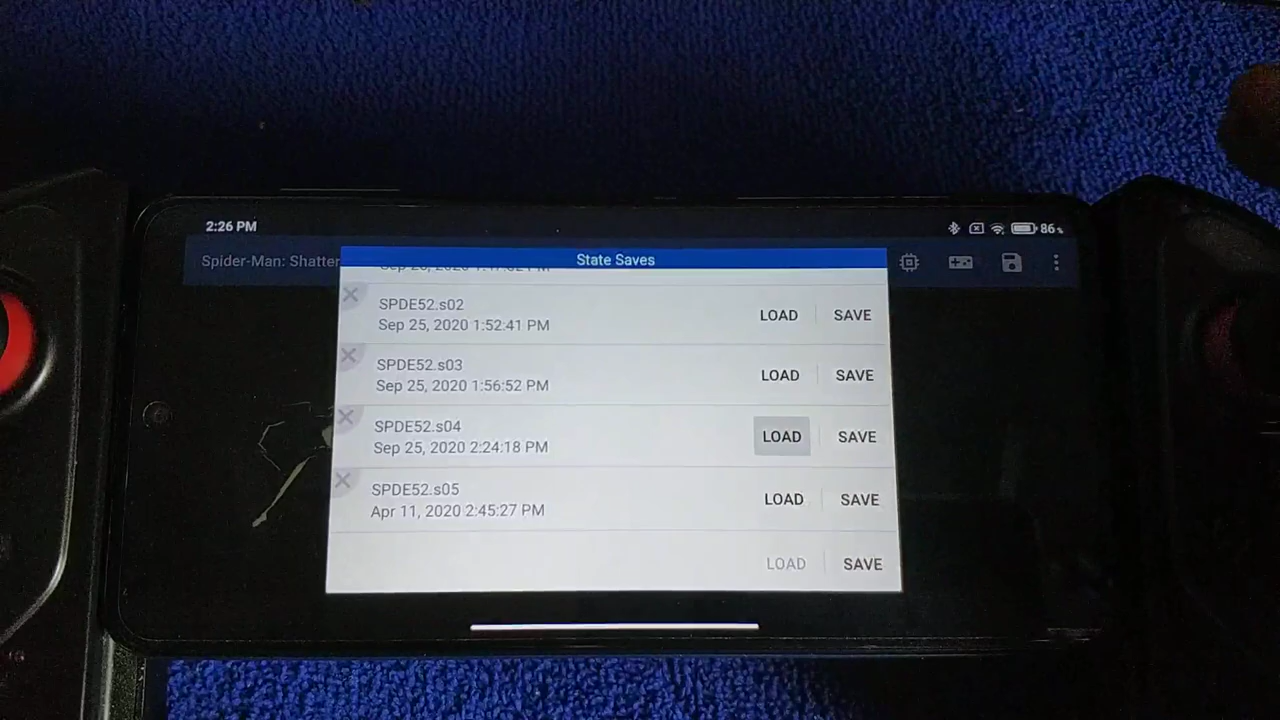 2:26 PM
86%
Spider-Man: Shatter
State Saves
SPDE52.s02
Sep 25, 2020 1:52:41 PM
LOAD
SAVE
SPDE52.s03
Sep 25, 2020 1:56:52 PM
LOAD
SAVE
SPDE52.s04
Sep 25, 2020 2:24:18 PM
LOAD
SAVE
SPDE52.s05
Apr 11, 2020 2:45:27 PM
LOAD
SAVE
LOAD
SAVE